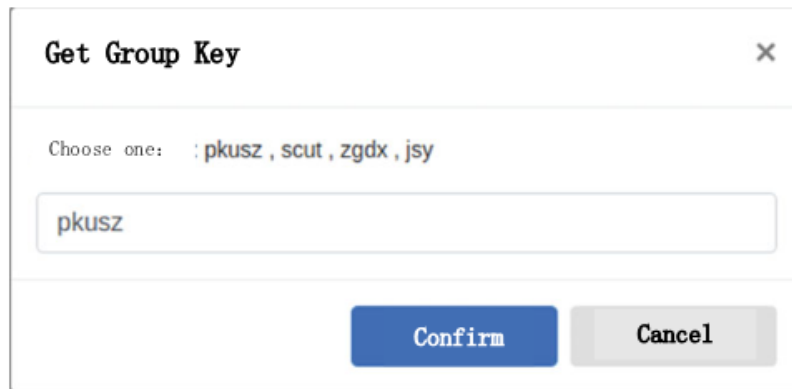 Get Group Key ×
Choose one: : pkusz , scut , zgdx , jsy
pkusz
Confirm Cancel